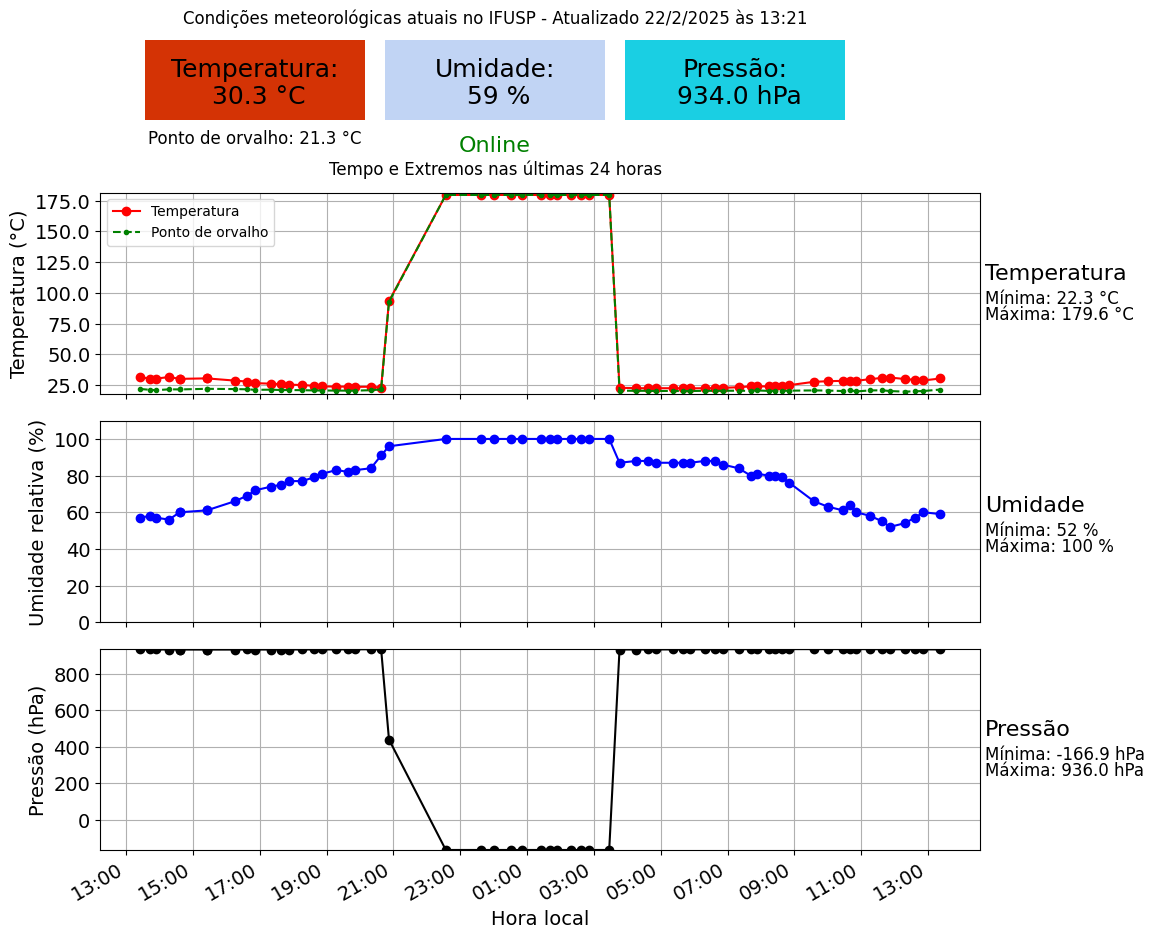 Condições meteorológicas atuais no IFUSP - Atualizado 22/2/2025 às 13:21
Temperatura:
30.3 °C
Umidade:
59 %
Pressão:
934.0 hPa
Ponto de orvalho: 21.3 °C
Online
Tempo e Extremos nas últimas 24 horas
Temperatura (°C)
175.0
150.0
125.0
100.0
75.0
50.0
25.0
Temperatura
Ponto de orvalho
Temperatura
Mínima: 22.3 °C
Máxima: 179.6 °C
Umidade relativa (%)
100
80
60
40
20
0
Umidade
Mínima: 52 %
Máxima: 100 %
Pressão (hPa)
800
600
400
200
0
Pressão
Mínima: -166.9 hPa
Máxima: 936.0 hPa
13:00
15:00
17:00
19:00
21:00
23:00
01:00
03:00
05:00
07:00
09:00
11:00
13:00
Hora local